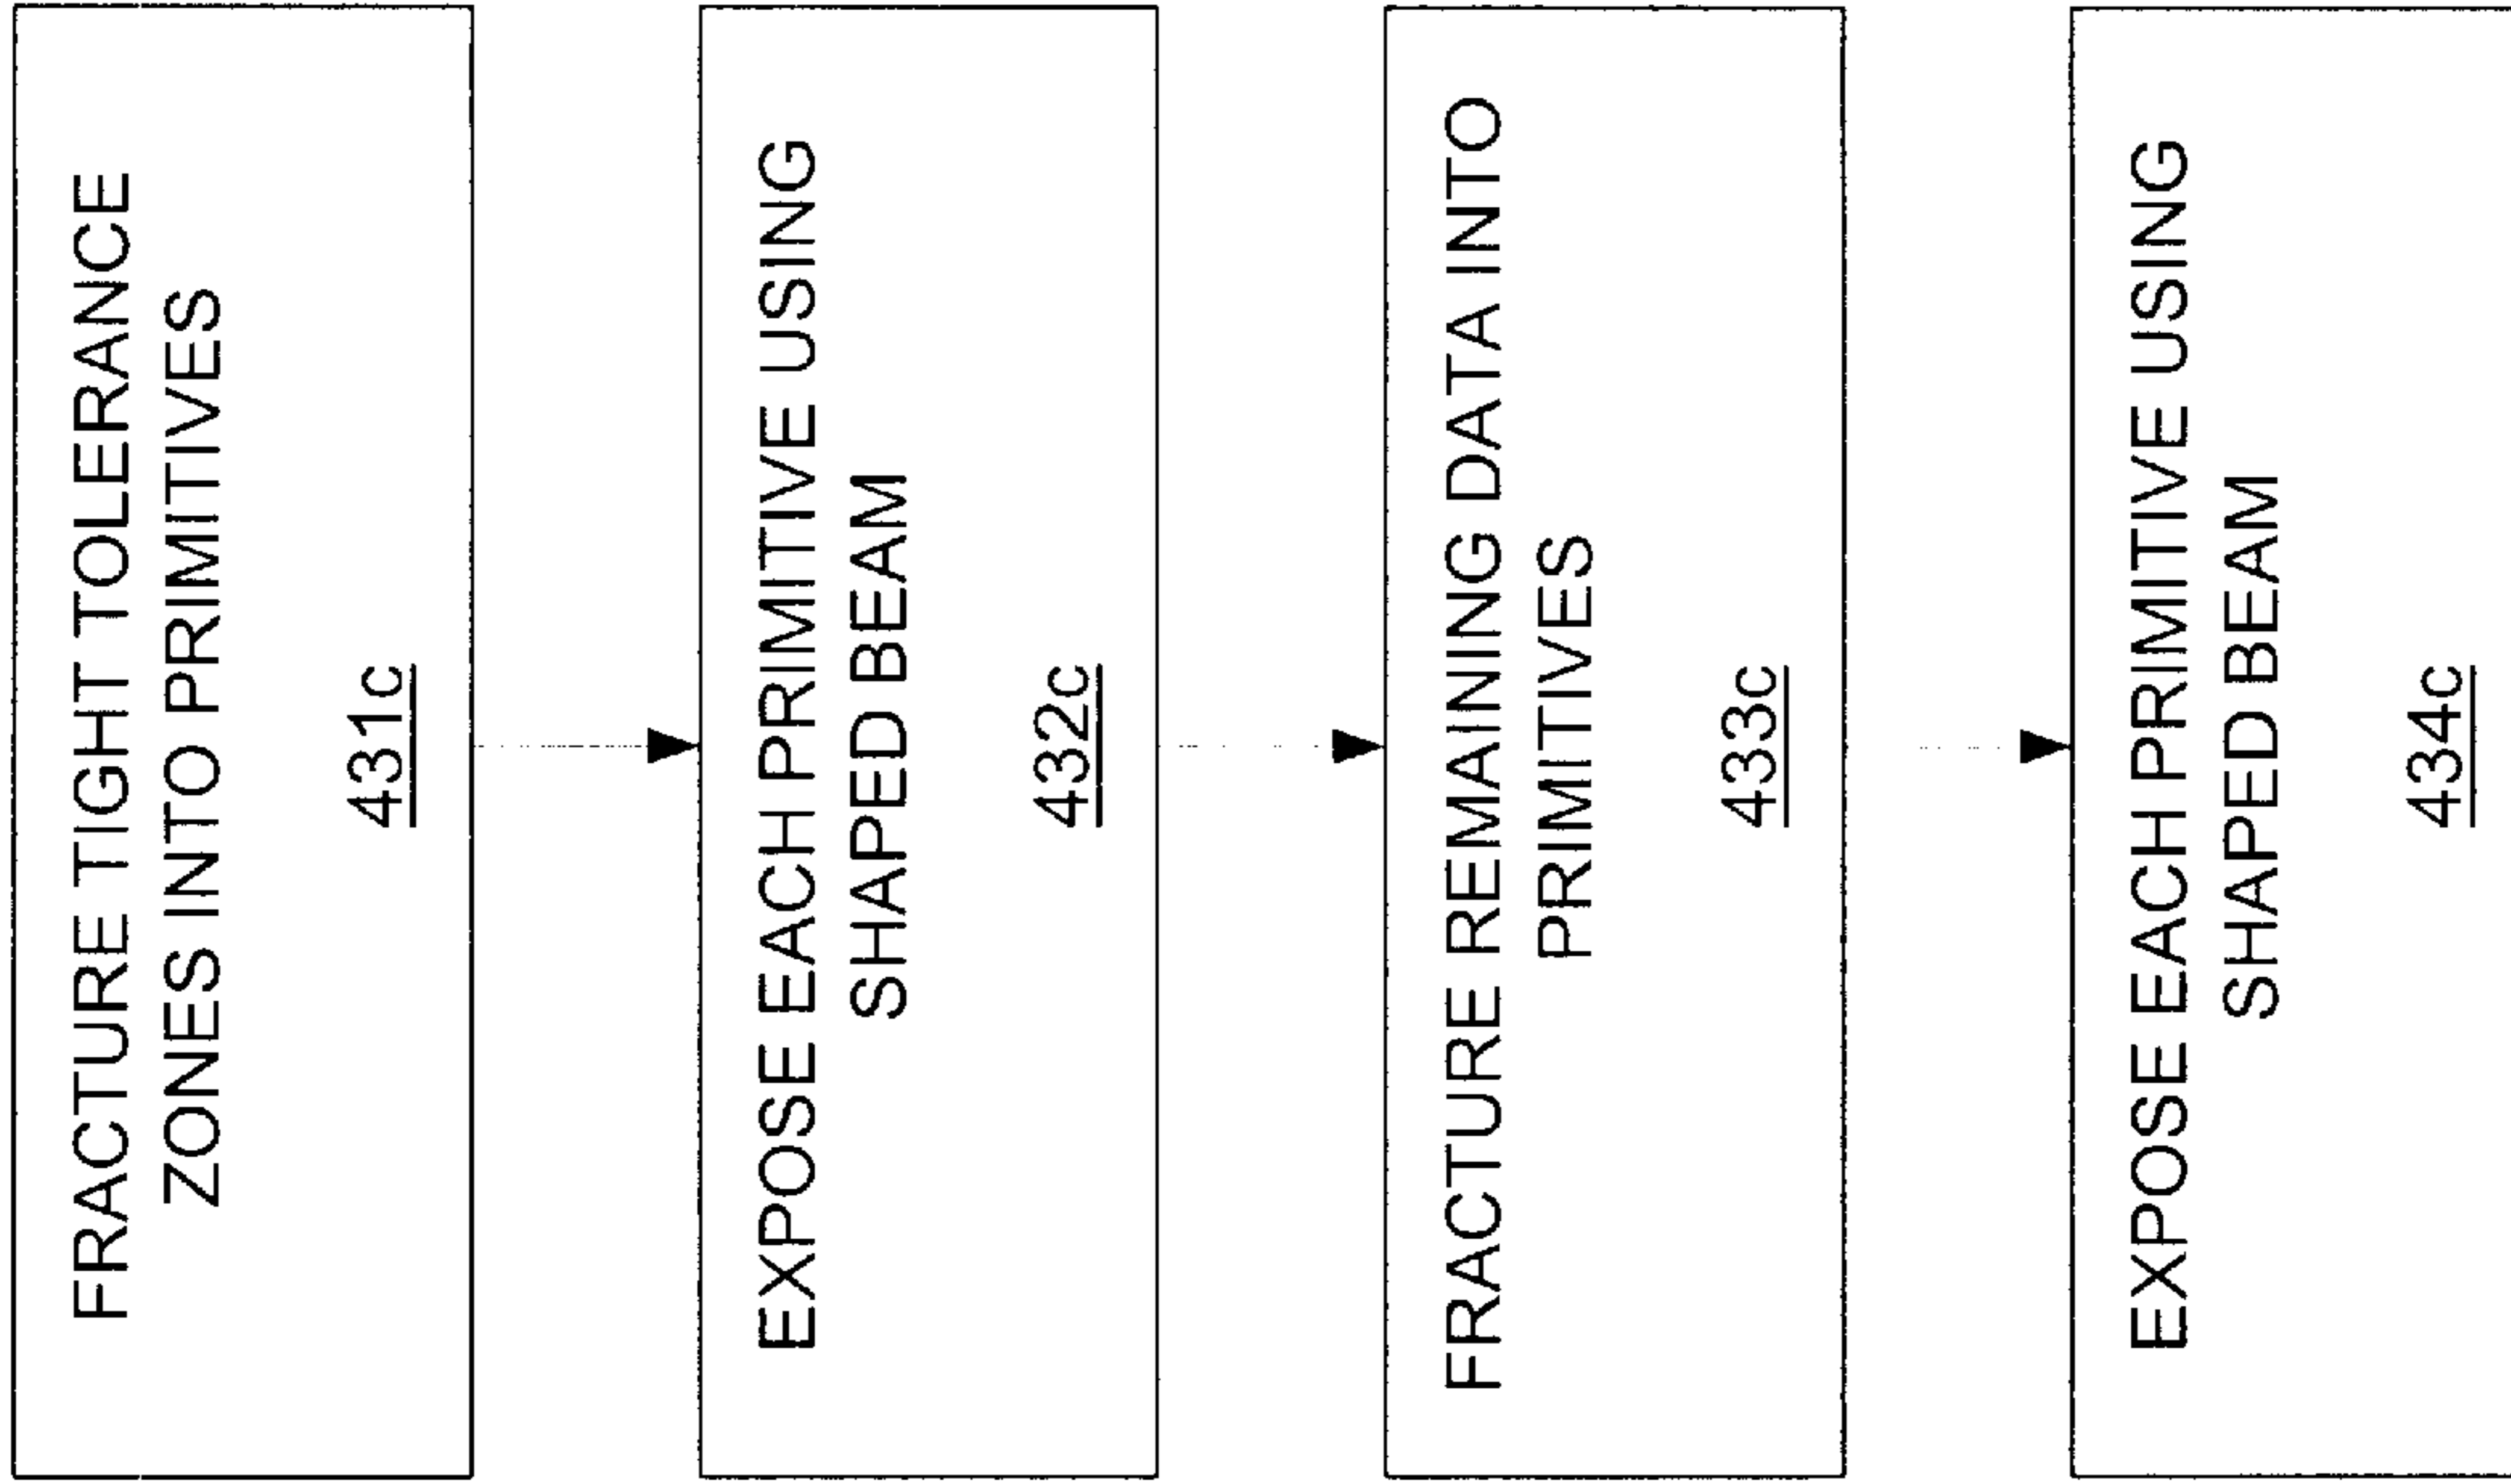 FRACTURE TIGHT TOLERANCE
ZONES INTO PRIMITIVES
431c
EXPOSE EACH PRIMITIVE USING
SHAPED BEAM
432c
FRACTURE REMAINING DATA INTO
PRIMITIVES
433c
EXPOSE EACH PRIMITIVE USING
SHAPED BEAM
434c